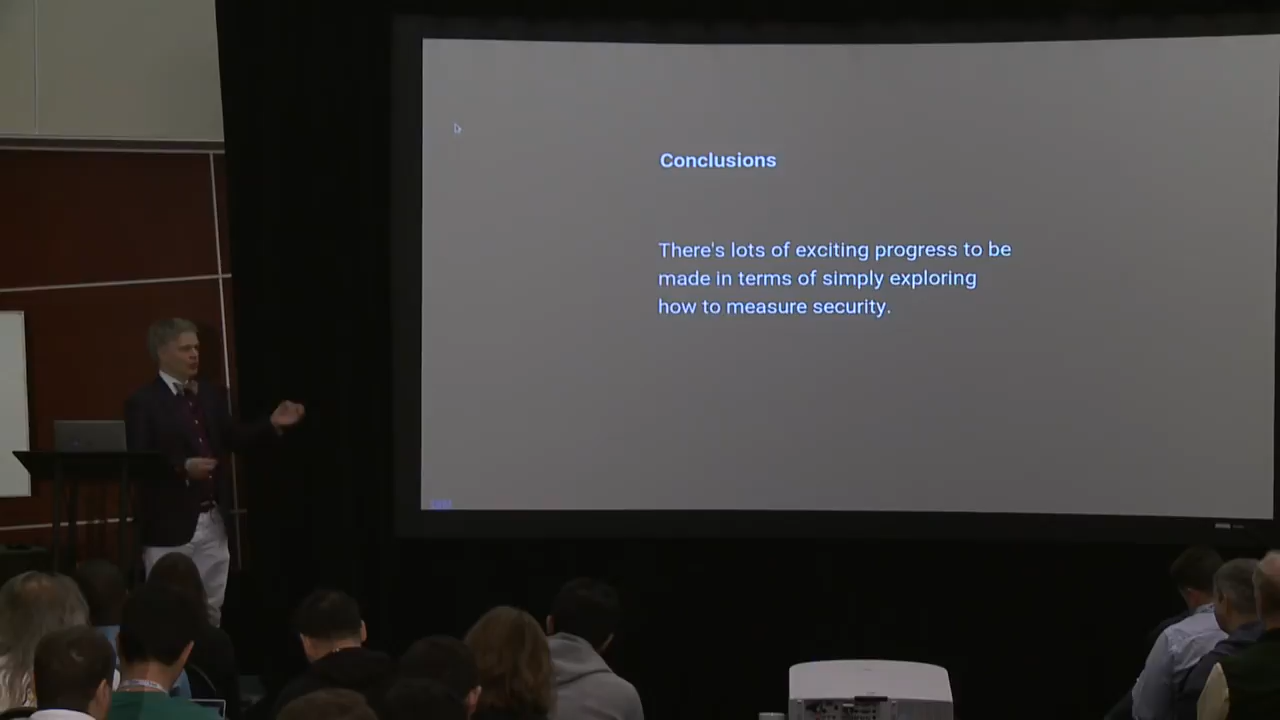 Conclusions
There's lots of exciting progress to be
made in terms of simply exploring
how to measure security.